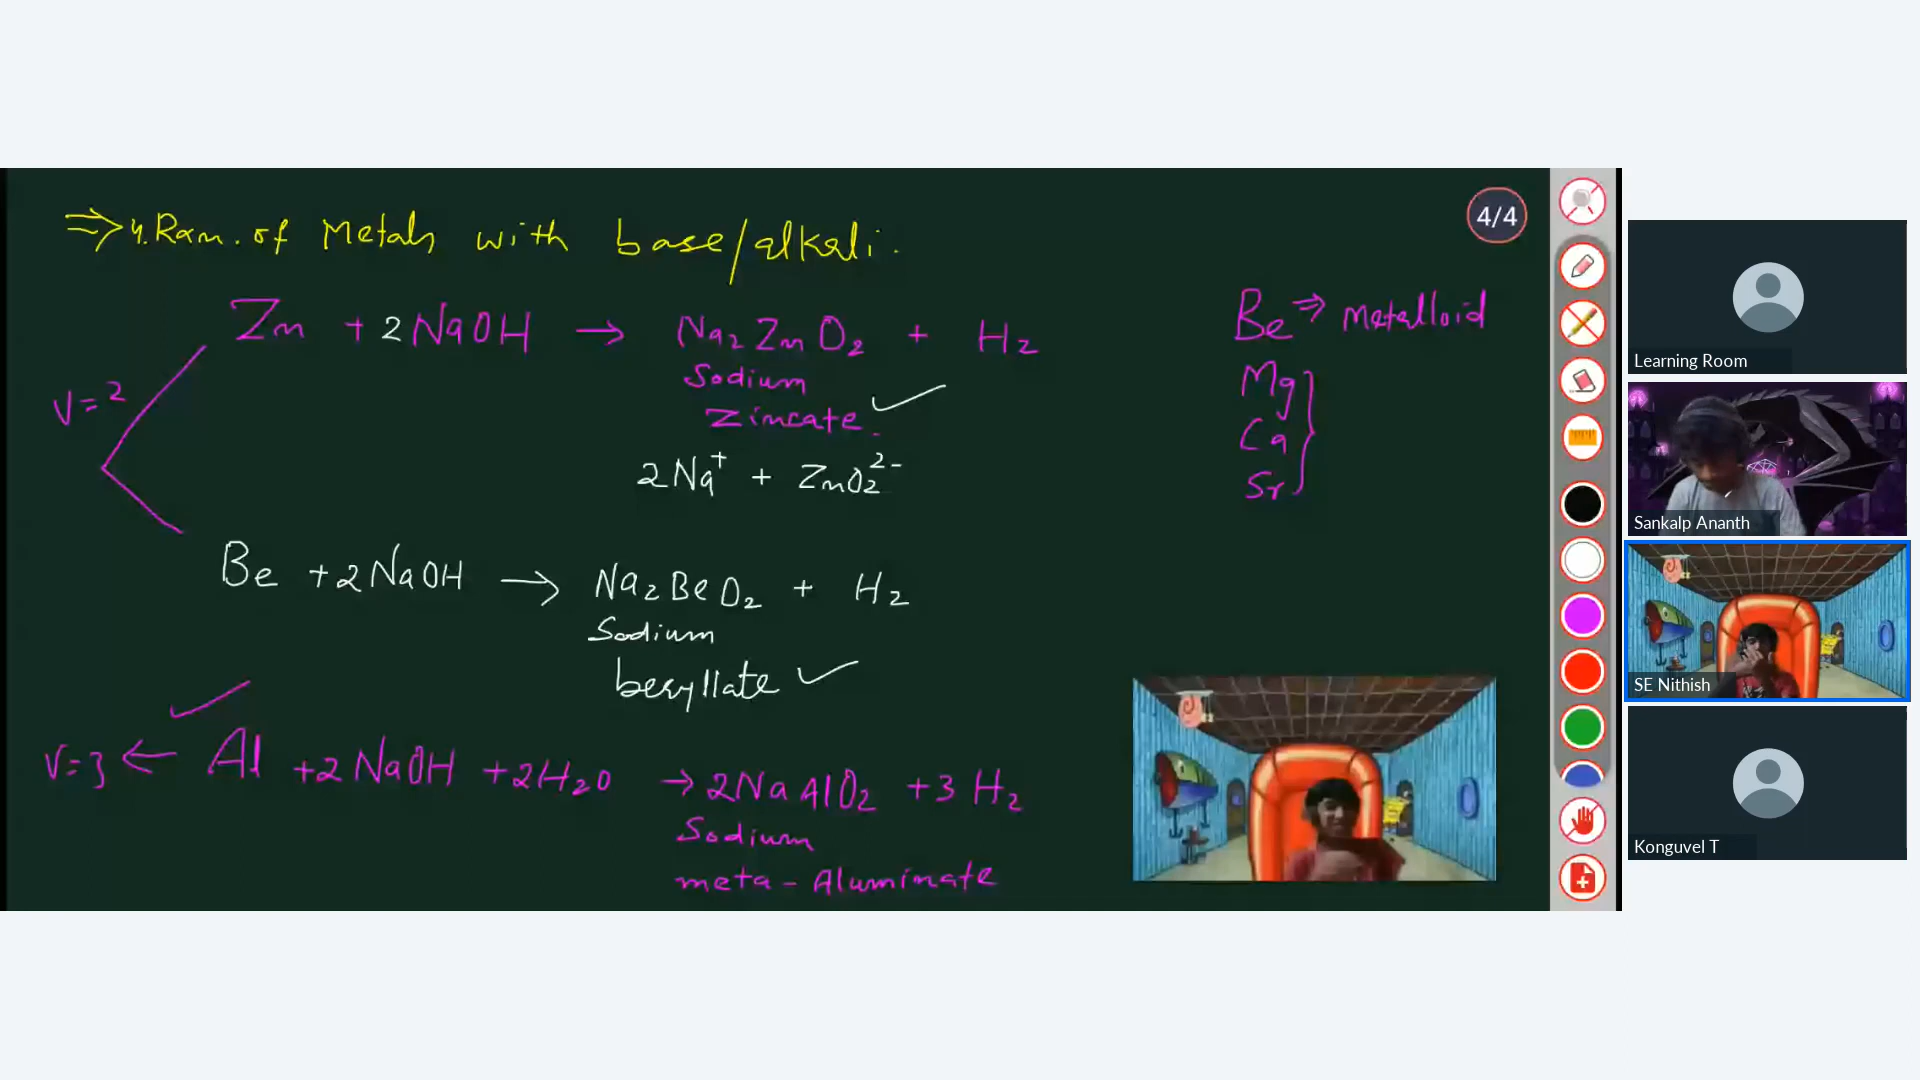 ⇒ 4. Rxn. of Metals with base/alkali.
4/4
Zn + 2NaOH → Na₂ZnO₂ + H₂
Sodium
Zincate.
V=2
2Na⁺ + ZnO₂²⁻
Be ⇒ Metalloid
Mg
Ca
Sr
Be + 2NaOH → Na₂BeO₂ + H₂
Sodium
beryllate
V=3 ← Al + 2NaOH + 2H₂O → 2NaAlO₂ + 3H₂
Sodium
meta-Aluminate
Learning Room
Sankalp Ananth
SE Nithish
Konguvel T